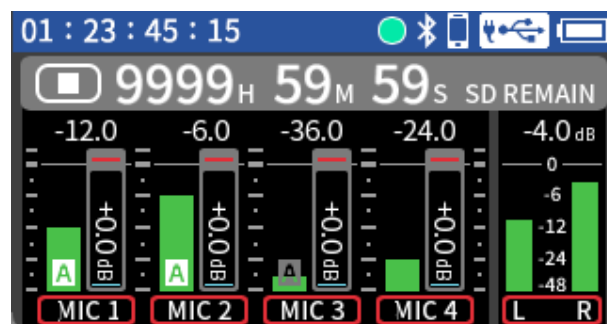 01 : 23 : 45 : 15
9999H 59M 59S SD REMAIN
-12.0 -6.0 -36.0 -24.0 -4.0 dB
0
-6
-12
-24
-48
+0.0dB +0.0dB +0.0dB +0.0dB
A A A
MIC 1 MIC 2 MIC 3 MIC 4 L R